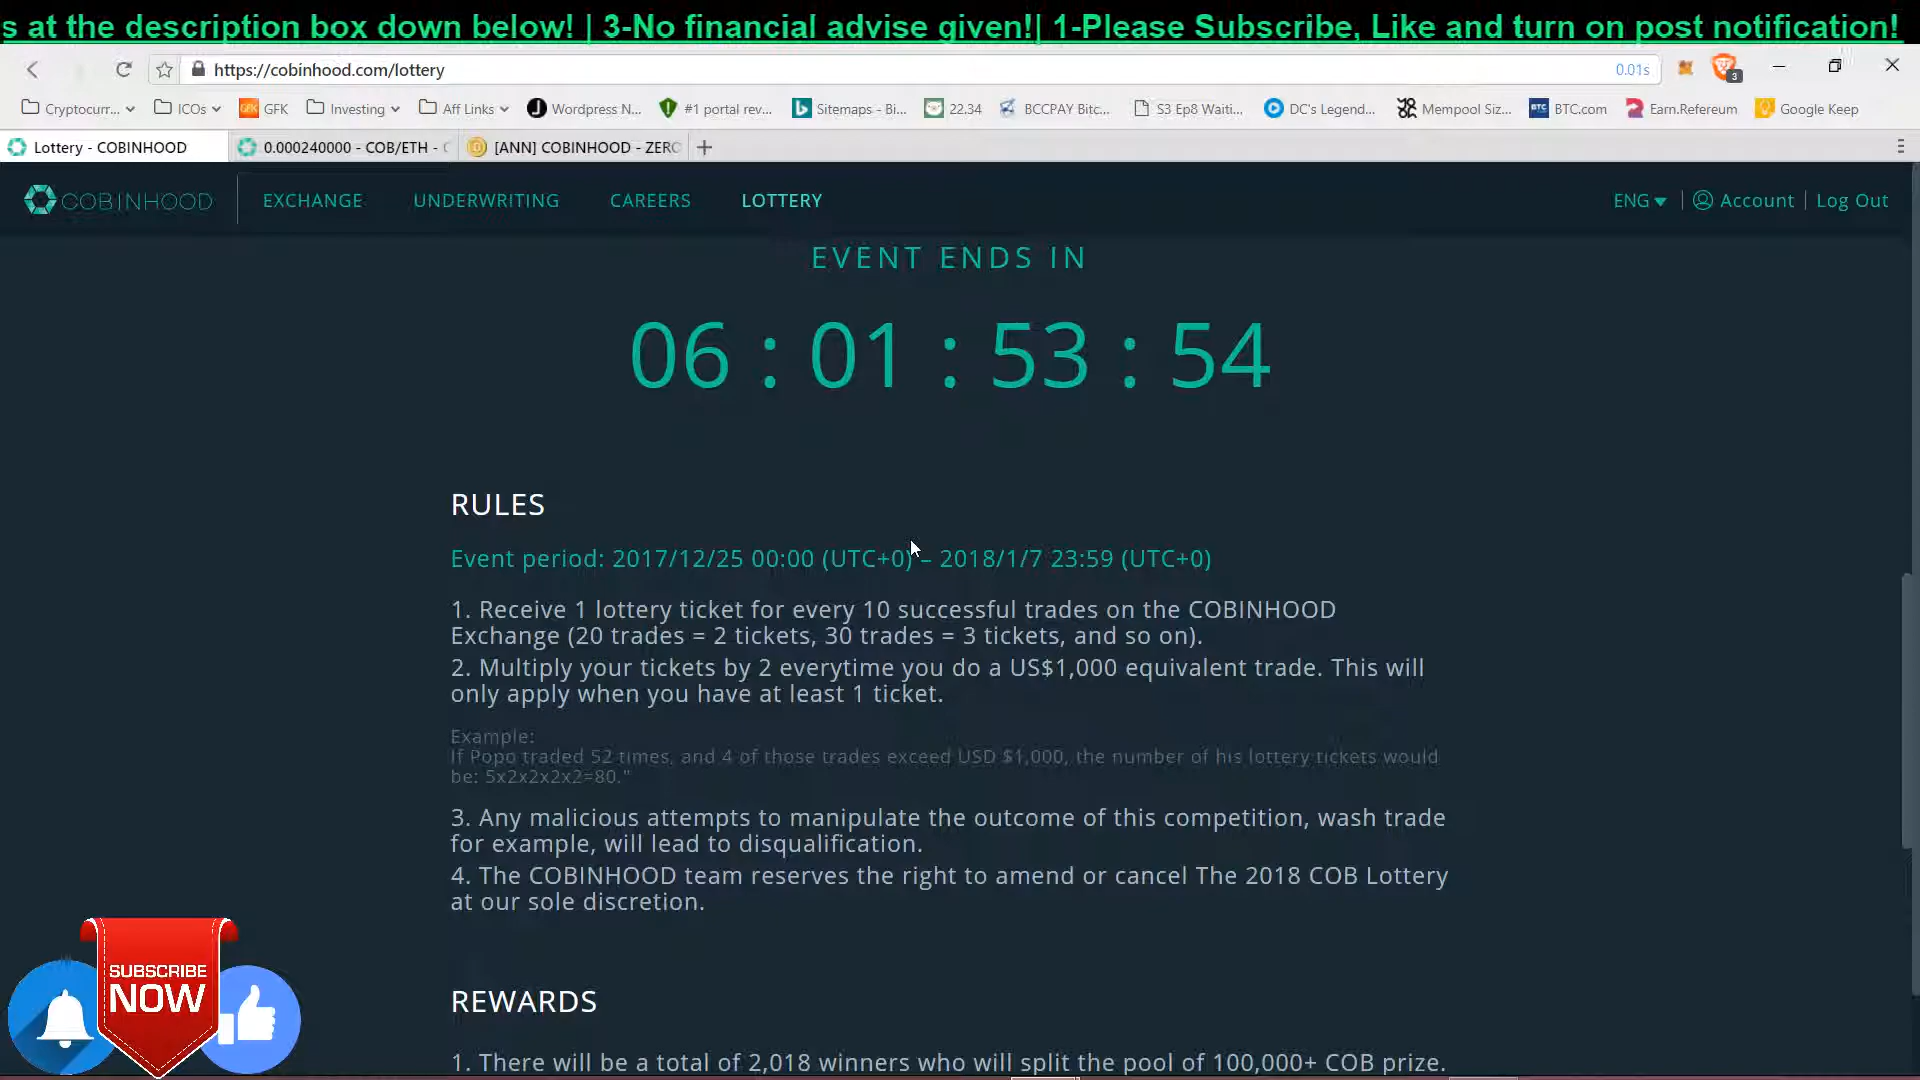 s at the description box down below! | 3-No financial advise given!| 1-Please Subscribe, Like and turn on post notification!
https://cobinhood.com/lottery 0.01s 3
Cryptocurr... ICOs GFK Investing Aff Links Wordpress N... #1 portal rev... Sitemaps - Bi... 22.34 BCCPAY Bitc... S3 Ep8 Waiti... DC's Legend... Mempool Siz... BTC.com Earn.Refereum Google Keep
Lottery - COBINHOOD 0.000240000 - COB/ETH - C [ANN] COBINHOOD - ZERO
COBINHOOD EXCHANGE UNDERWRITING CAREERS LOTTERY ENG Account Log Out
EVENT ENDS IN
06 : 01 : 53 : 54
RULES
Event period: 2017/12/25 00:00 (UTC+0) – 2018/1/7 23:59 (UTC+0)
1. Receive 1 lottery ticket for every 10 successful trades on the COBINHOOD
Exchange (20 trades = 2 tickets, 30 trades = 3 tickets, and so on).
2. Multiply your tickets by 2 everytime you do a US$1,000 equivalent trade. This will
only apply when you have at least 1 ticket.
Example:
If Popo traded 52 times, and 4 of those trades exceed USD $1,000, the number of his lottery tickets would
be: 5x2x2x2x2=80."
3. Any malicious attempts to manipulate the outcome of this competition, wash trade
for example, will lead to disqualification.
4. The COBINHOOD team reserves the right to amend or cancel The 2018 COB Lottery
at our sole discretion.
SUBSCRIBE
NOW
REWARDS
1. There will be a total of 2,018 winners who will split the pool of 100,000+ COB prize.